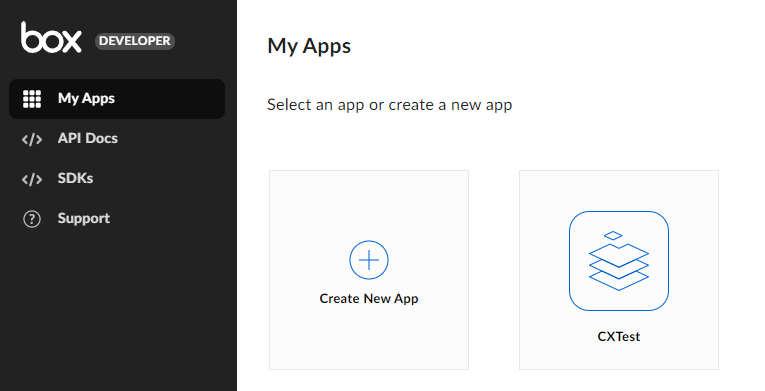 box DEVELOPER
My Apps
API Docs
SDKs
Support
My Apps
Select an app or create a new app
Create New App
CXTest